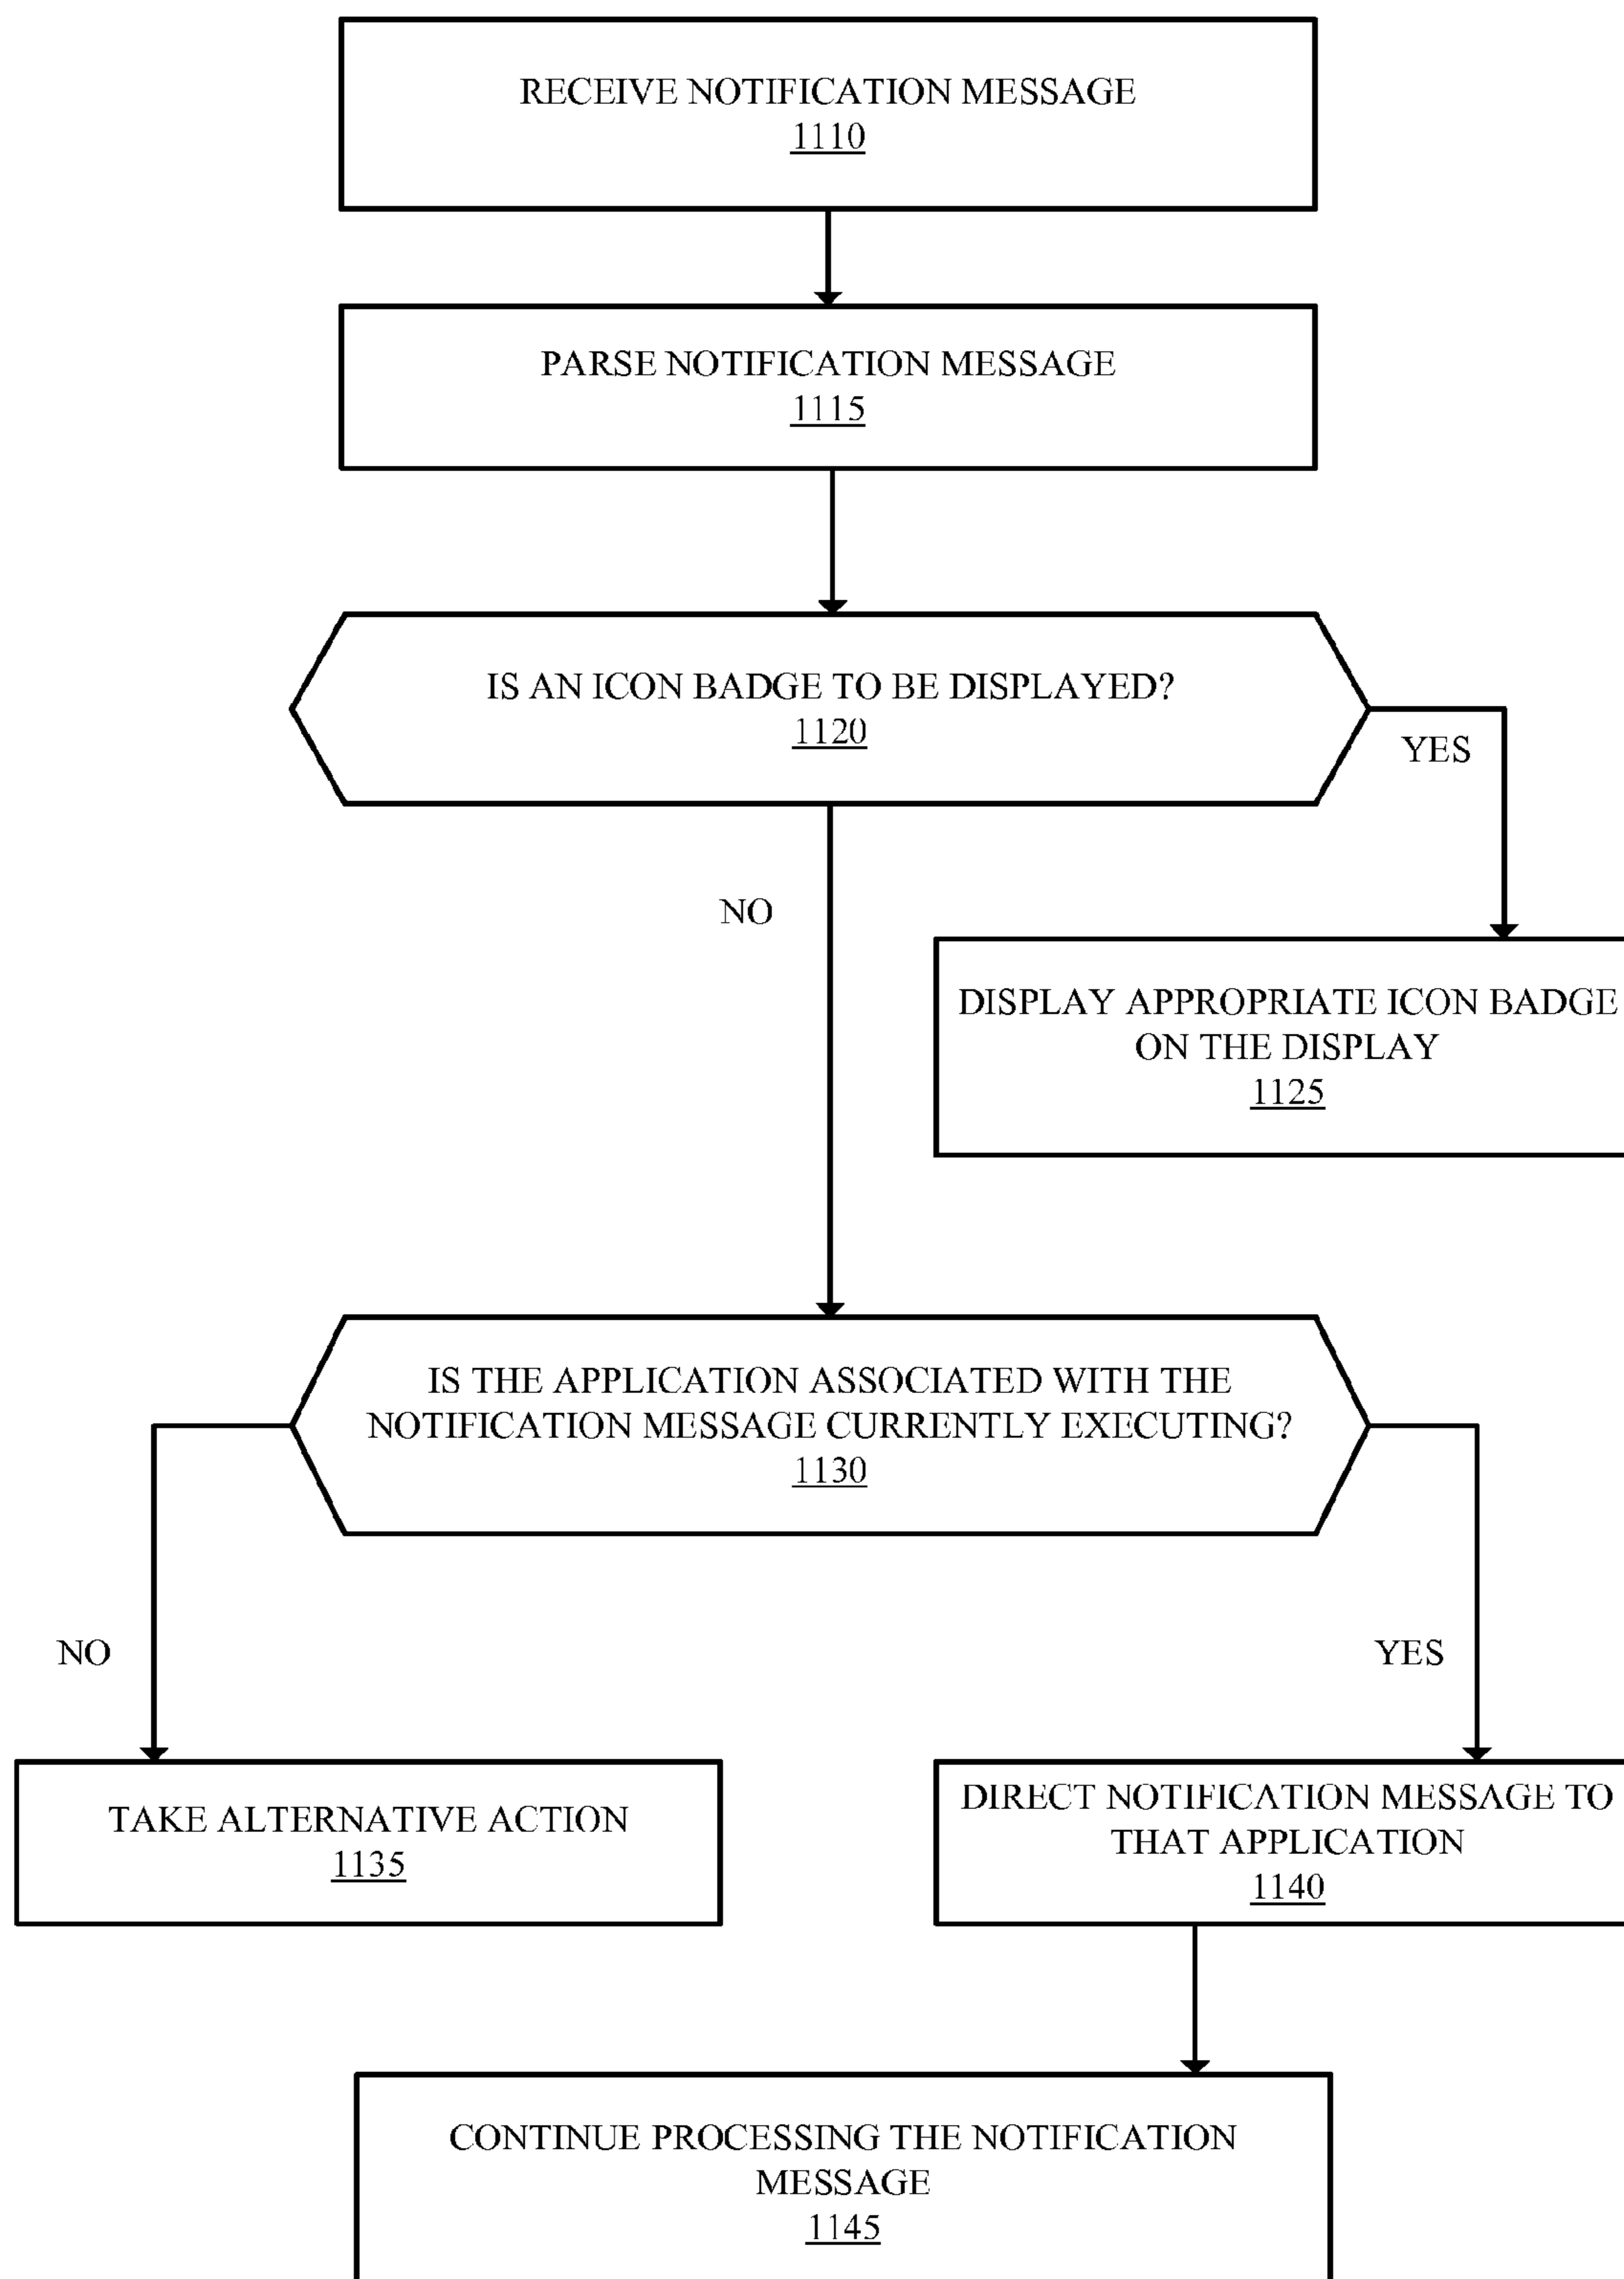 RECEIVE NOTIFICATION MESSAGE
1110
PARSE NOTIFICATION MESSAGE
1115
IS AN ICON BADGE TO BE DISPLAYED?
1120
YES
NO
DISPLAY APPROPRIATE ICON BADGE
ON THE DISPLAY
1125
IS THE APPLICATION ASSOCIATED WITH THE
NOTIFICATION MESSAGE CURRENTLY EXECUTING?
1130
NO
YES
TAKE ALTERNATIVE ACTION
1135
DIRECT NOTIFICATION MESSAGE TO
THAT APPLICATION
1140
CONTINUE PROCESSING THE NOTIFICATION
MESSAGE
1145